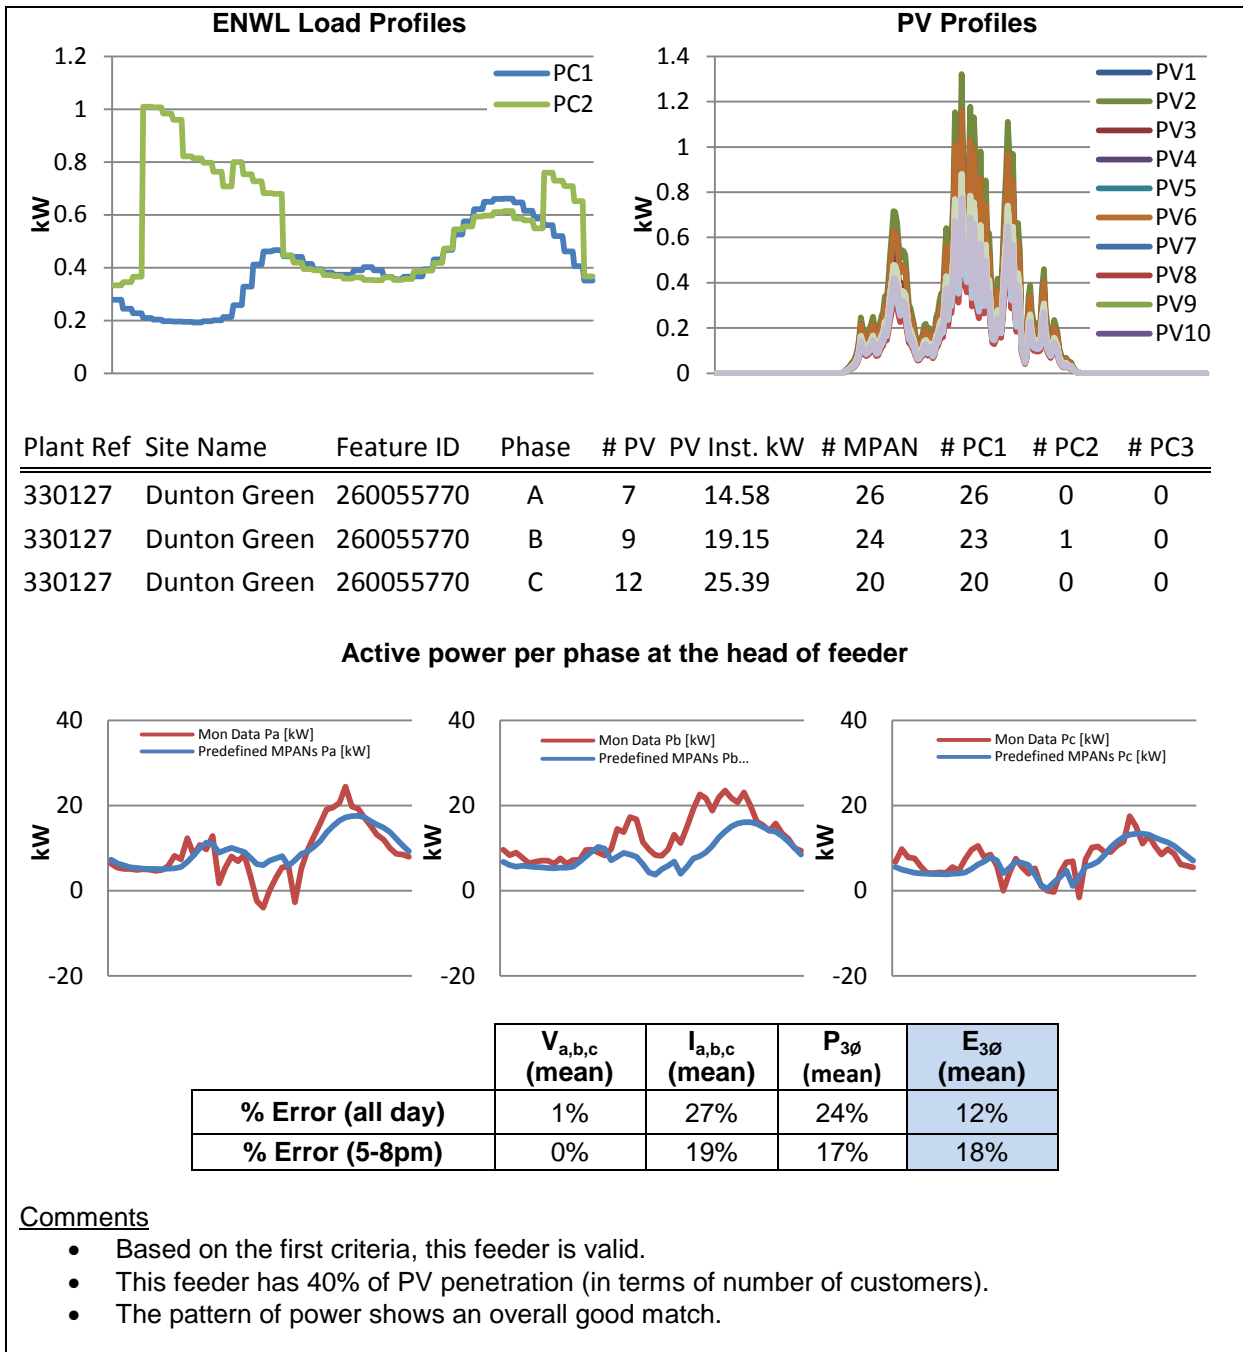 ENWL Load Profiles
1.2
1
0.8
0.6
0.4
0.2
0
kW
PC1
PC2
PV Profiles
1.4
1.2
1
0.8
0.6
0.4
0.2
0
kW
PV1
PV2
PV3
PV4
PV5
PV6
PV7
PV8
PV9
PV10
Plant Ref Site Name Feature ID Phase # PV PV Inst. kW # MPAN # PC1 # PC2 # PC3
330127 Dunton Green 260055770 A 7 14.58 26 26 0 0
330127 Dunton Green 260055770 B 9 19.15 24 23 1 0
330127 Dunton Green 260055770 C 12 25.39 20 20 0 0
Active power per phase at the head of feeder
40
20
0
-20
kW
Mon Data Pa [kW]
Predefined MPANs Pa [kW]
40
20
0
-20
kW
Mon Data Pb [kW]
Predefined MPANs Pb...
40
20
0
-20
kW
Mon Data Pc [kW]
Predefined MPANs Pc [kW]
Va,b,c Ia,b,c P3Ø E3Ø
(mean) (mean) (mean) (mean)
% Error (all day) 1% 27% 24% 12%
% Error (5-8pm) 0% 19% 17% 18%
Comments
• Based on the first criteria, this feeder is valid.
• This feeder has 40% of PV penetration (in terms of number of customers).
• The pattern of power shows an overall good match.